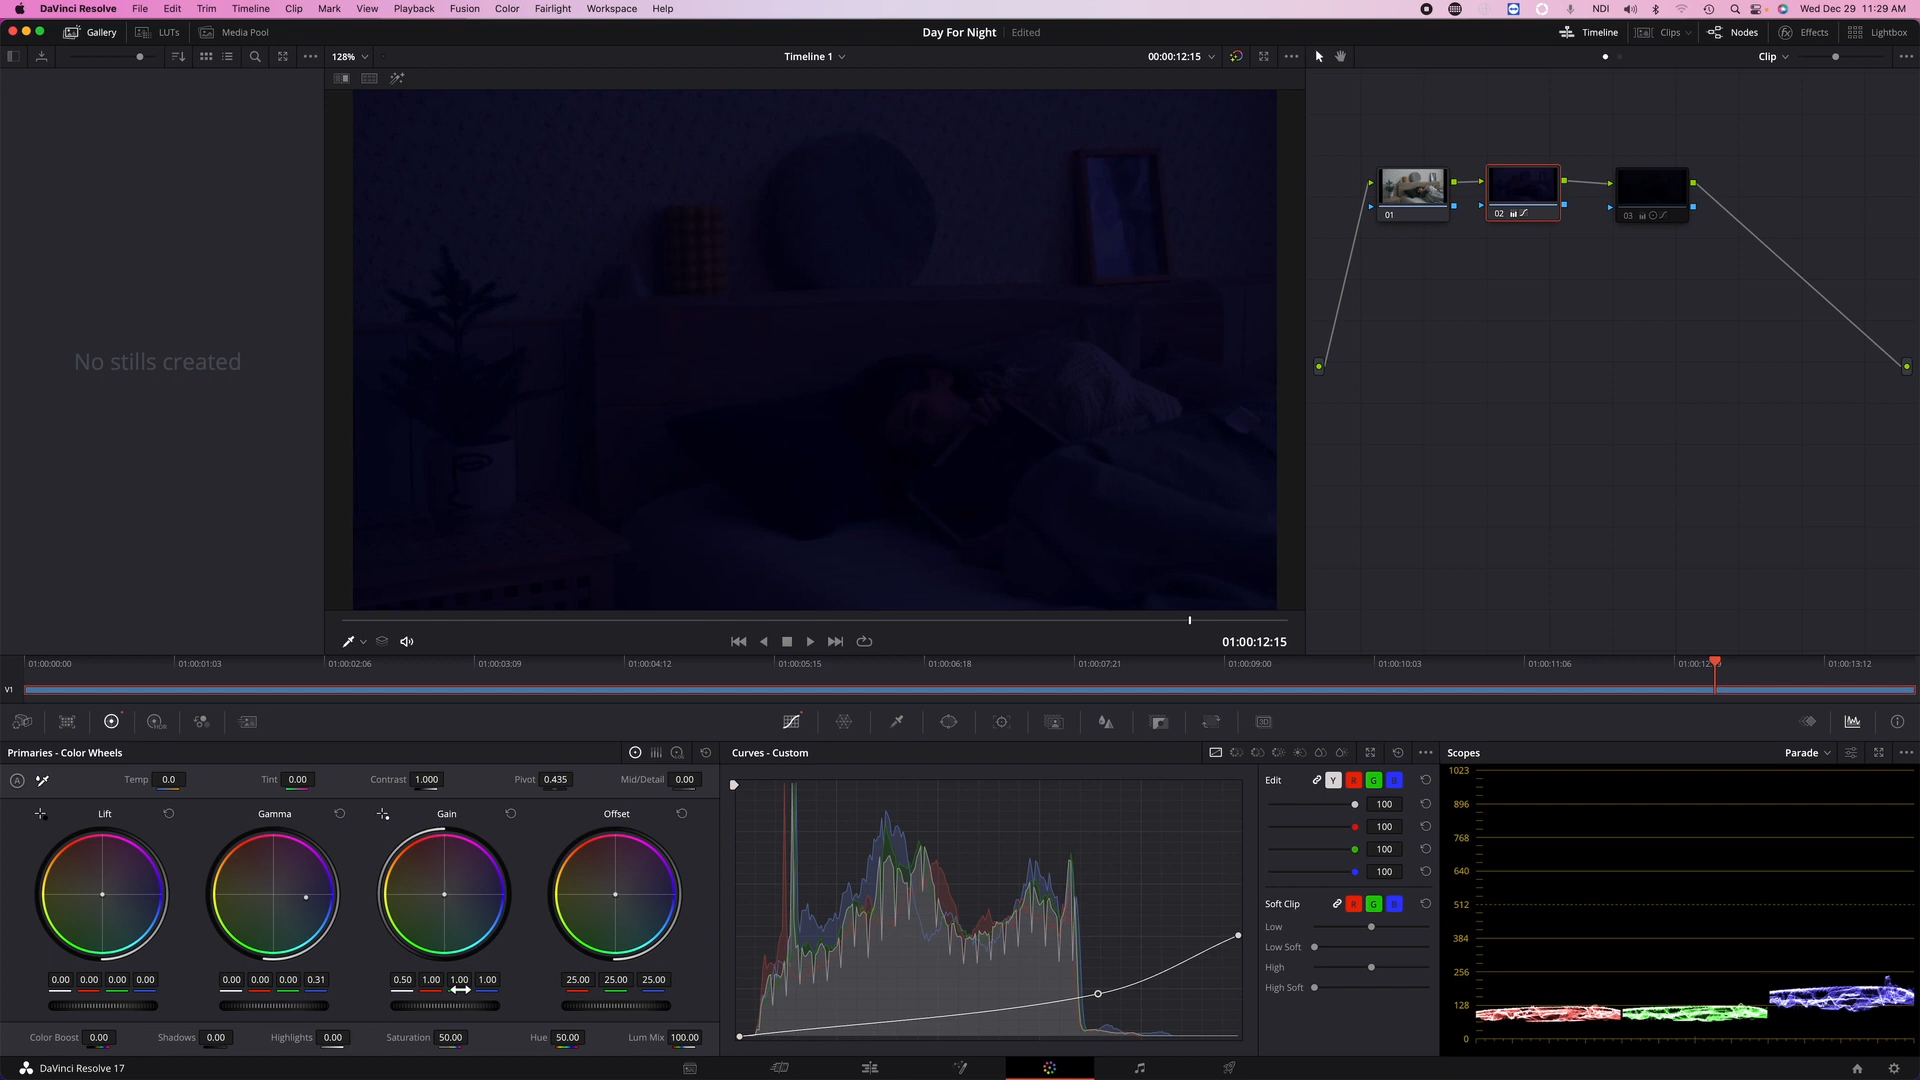 DaVinci Resolve File Edit Trim Timeline Clip Mark View Playback Fusion Color Fairlight Workspace Help NDI Wed Dec 29 11:29 AM
Gallery LUTs Media Pool Day For Night Edited Timeline Clips Nodes Effects Lightbox
128% Timeline 1 00:00:12:15 Clip
01 02 03
No stills created
01:00:12:15
01:00:00:00 01:00:01:03 01:00:02:06 01:00:03:09 01:00:04:12 01:00:05:15 01:00:06:18 01:00:07:21 01:00:09:00 01:00:10:03 01:00:11:06 01:00:12: 01:00:13:12
V1
HDR 3D
Primaries - Color Wheels Curves - Custom Scopes Parade
A Temp 0.0 Tint 0.00 Contrast 1.000 Pivot 0.435 Mid/Detail 0.00
Edit Y R G B
100
100
100
100
Lift Gamma Gain Offset
Soft Clip R G B
Low
Low Soft
High
High Soft
0.00 0.00 0.00 0.00 0.00 0.00 0.00 0.31 0.50 1.00 1.00 1.00 25.00 25.00 25.00
Color Boost 0.00 Shadows 0.00 Highlights 0.00 Saturation 50.00 Hue 50.00 Lum Mix 100.00
1023
896
768
640
512
384
256
128
0
DaVinci Resolve 17